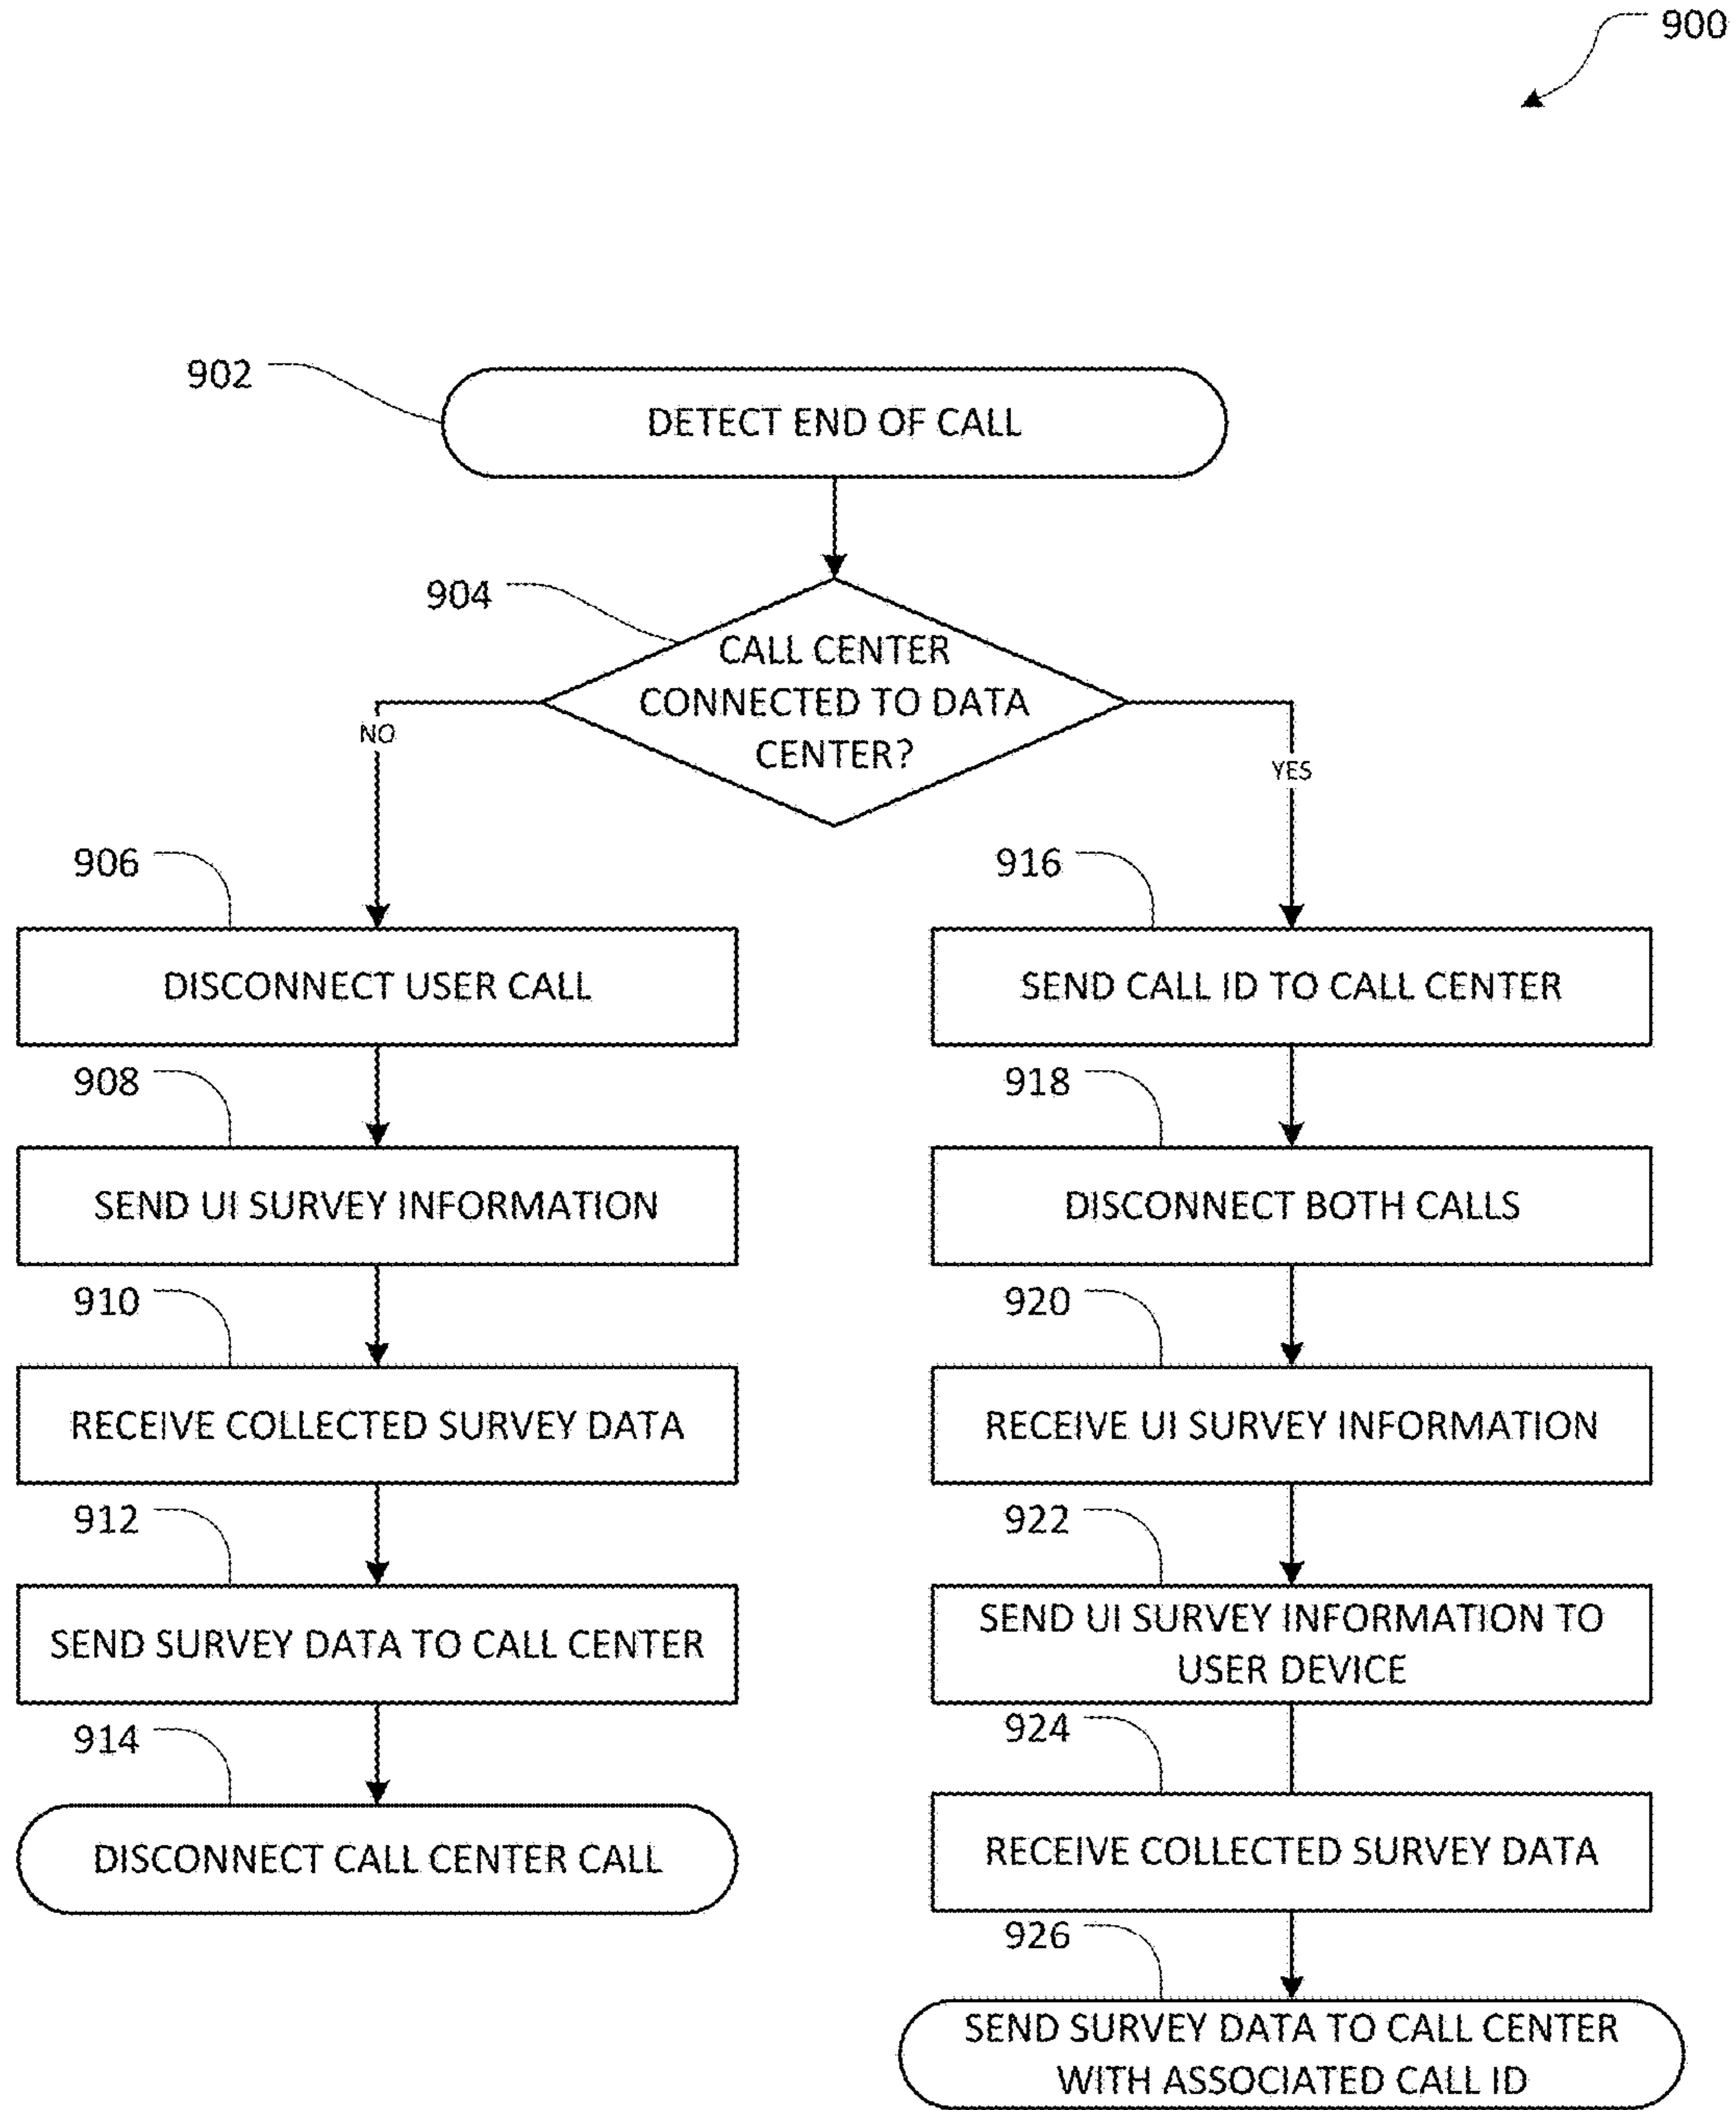 900
902
DETECT END OF CALL
904
CALL CENTER
CONNECTED TO DATA
CENTER?
NO
YES
906
DISCONNECT USER CALL
908
SEND UI SURVEY INFORMATION
910
RECEIVE COLLECTED SURVEY DATA
912
SEND SURVEY DATA TO CALL CENTER
914
DISCONNECT CALL CENTER CALL
916
SEND CALL ID TO CALL CENTER
918
DISCONNECT BOTH CALLS
920
RECEIVE UI SURVEY INFORMATION
922
SEND UI SURVEY INFORMATION TO
USER DEVICE
924
RECEIVE COLLECTED SURVEY DATA
926
SEND SURVEY DATA TO CALL CENTER
WITH ASSOCIATED CALL ID